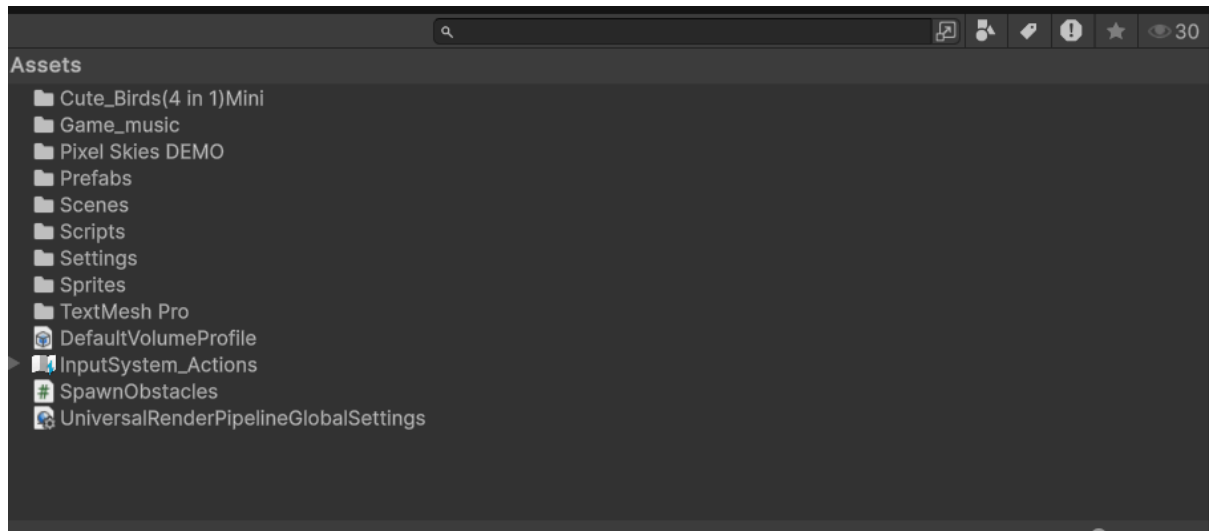 30
Assets
Cute_Birds(4 in 1)Mini
Game_music
Pixel Skies DEMO
Prefabs
Scenes
Scripts
Settings
Sprites
TextMesh Pro
DefaultVolumeProfile
InputSystem_Actions
# SpawnObstacles
UniversalRenderPipelineGlobalSettings